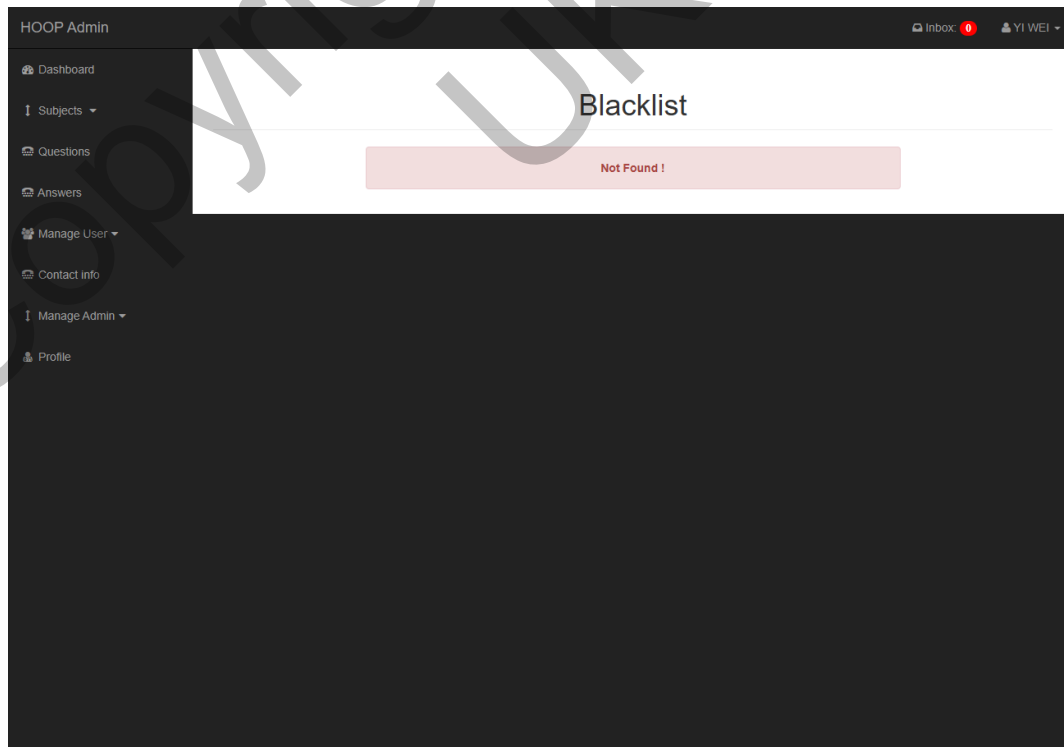 HOOP Admin
Inbox: 0
YI WEI
Dashboard
Subjects
Questions
Answers
Manage User
Contact info
Manage Admin
Profile
Blacklist
Not Found !